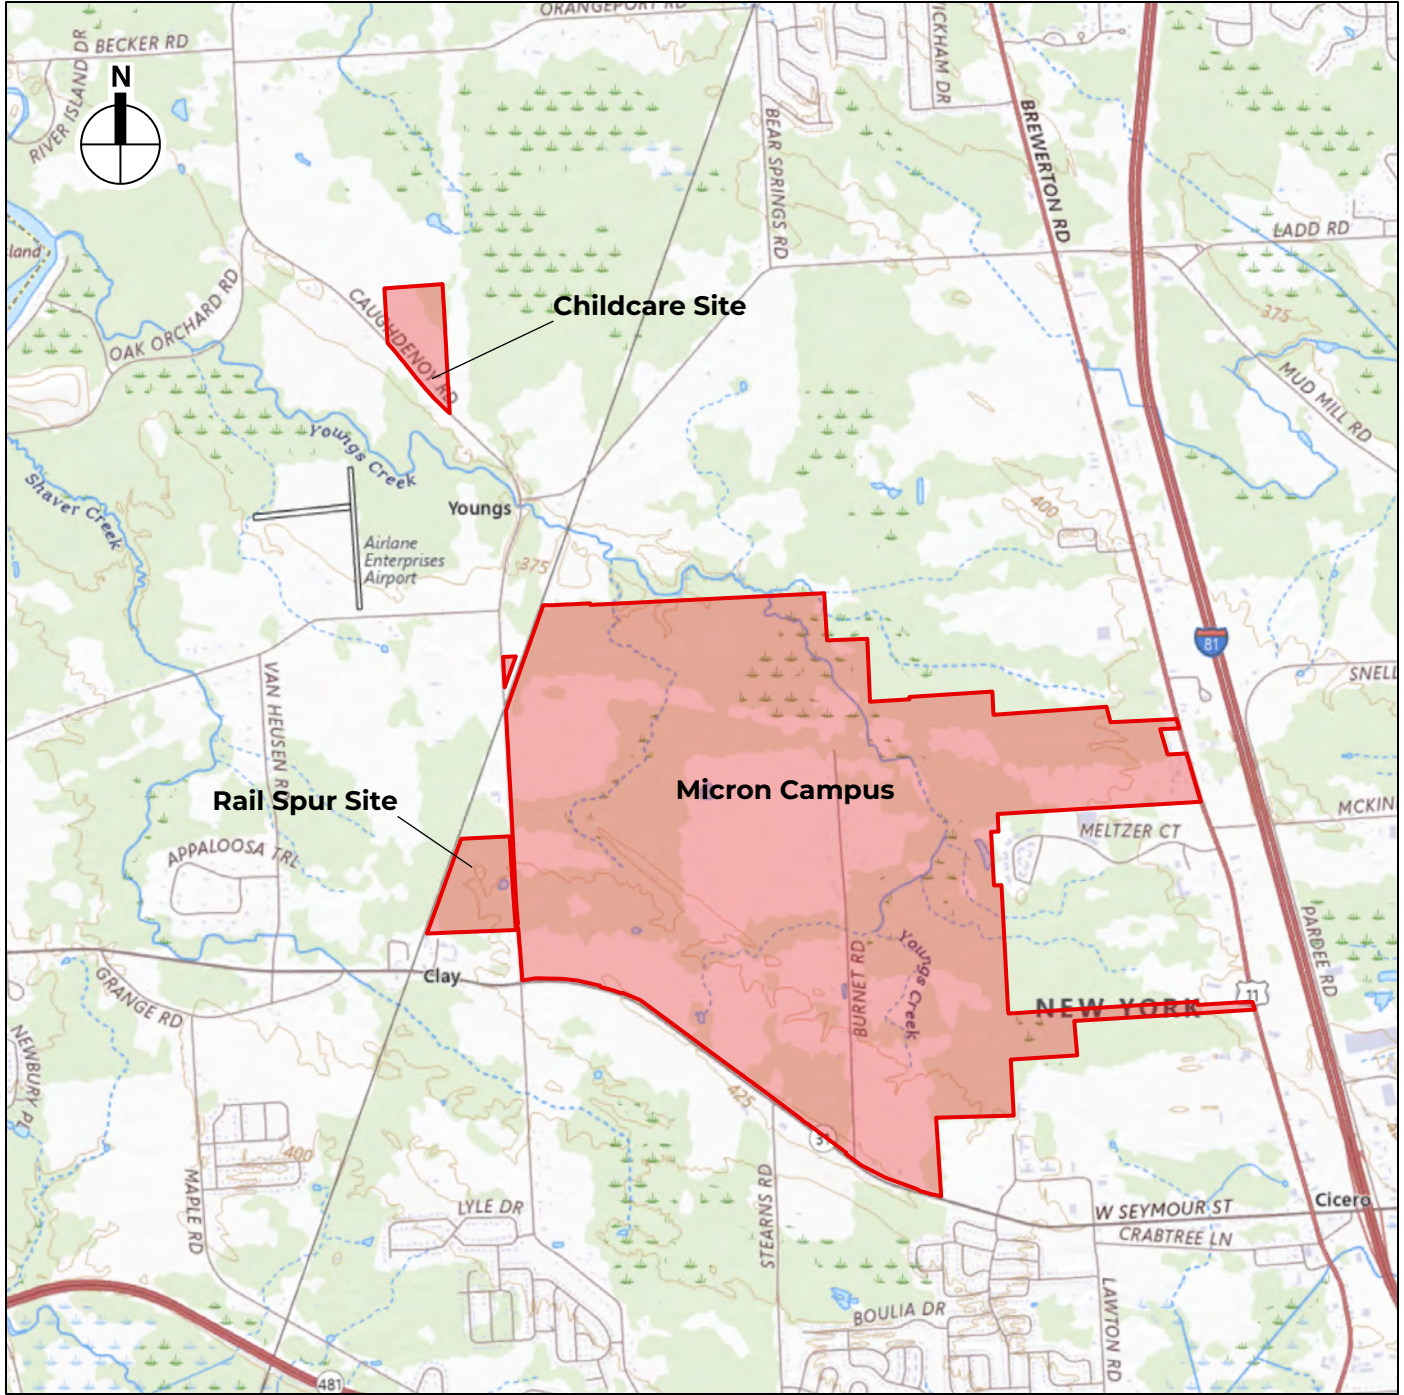 ORANGEPORT RD
BECKER RD
RIVER ISLAND DR
N
WICKHAM DR
BREWERTON RD
BEAR SPRINGS RD
LADD RD
OAK ORCHARD RD
CAUGHDENOY RD
Childcare Site
375
MUD MILL RD
Youngs Creek
Shaver Creek
Youngs
400
Airlane
Enterprises
Airport
375
81
VAN HEUSEN RD
SNELL
Rail Spur Site
Micron Campus
MCKIN
MELTZER CT
APPALOOSA TRL
PARDEE RD
Clay
GRANGE RD
BURNET RD
Youngs Creek
11
NEW YORK
NEWBURY PL
425
31
400
MAPLE RD
LYLE DR
STEARNS RD
W SEYMOUR ST
Cicero
CRABTREE LN
LAWTON RD
BOULIA DR
481